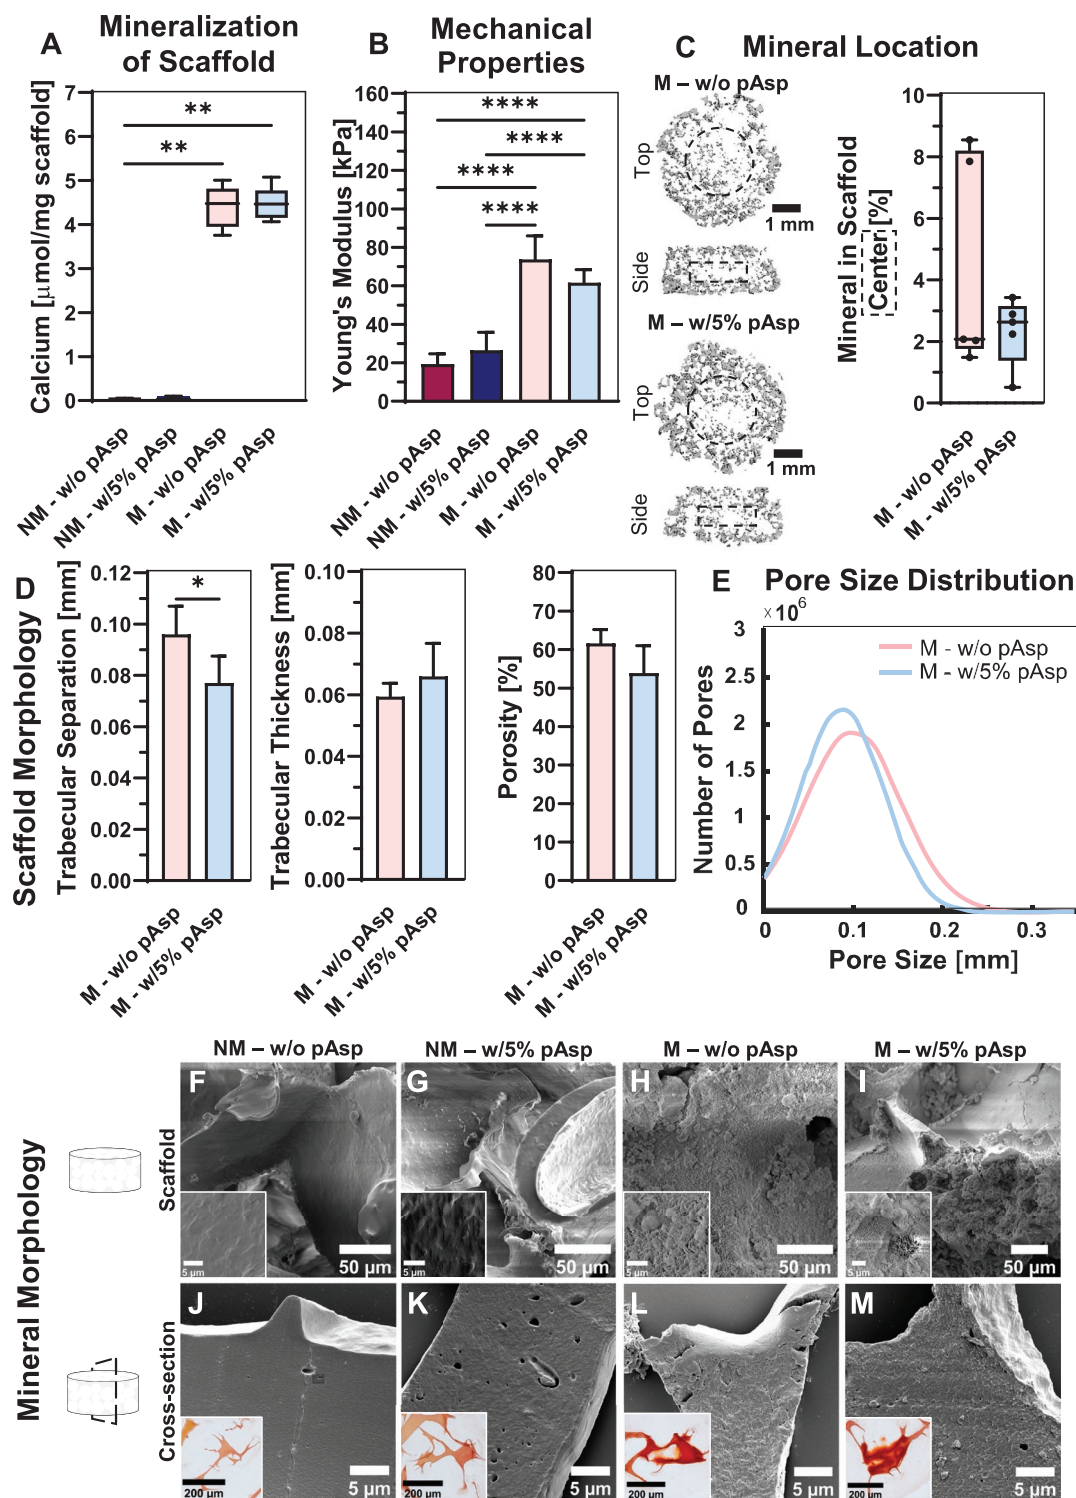 A
Mineralization
of Scaffold
Calcium [µmol/mg scaffold]
7
6
5
4
3
2
1
0
**
**
NM - w/o pAsp
NM - w/5% pAsp
M - w/o pAsp
M - w/5% pAsp
B
Mechanical
Properties
Young's Modulus [kPa]
160
140
120
100
80
60
40
20
0
****
****
****
****
NM - w/o pAsp
NM - w/5% pAsp
M - w/o pAsp
M - w/5% pAsp
C
Mineral Location
M – w/o pAsp
Top
1 mm
Side
M – w/5% pAsp
Top
1 mm
Side
Mineral in Scaffold
Center [%]
10
8
6
4
2
0
M - w/o pAsp
M - w/5% pAsp
D
Scaffold Morphology
Trabecular Separation [mm]
0.12
0.10
0.08
0.06
0.04
0.02
0.00
*
M - w/o pAsp
M - w/5% pAsp
Trabecular Thickness [mm]
0.10
0.08
0.06
0.04
0.02
0.00
M - w/o pAsp
M - w/5% pAsp
Porosity [%]
80
70
60
50
40
30
20
10
0
M - w/o pAsp
M - w/5% pAsp
E
Pore Size Distribution
×10⁶
Number of Pores
3
2.5
2
1.5
1
0.5
0
M - w/o pAsp
M - w/5% pAsp
0
0.1
0.2
0.3
Pore Size [mm]
Mineral Morphology
NM – w/o pAsp
NM – w/5% pAsp
M – w/o pAsp
M – w/5% pAsp
Scaffold
F
5 µm
50 µm
G
5 µm
50 µm
H
5 µm
50 µm
I
5 µm
50 µm
Cross-section
J
200 µm
5 µm
K
200 µm
5 µm
L
200 µm
5 µm
M
200 µm
5 µm